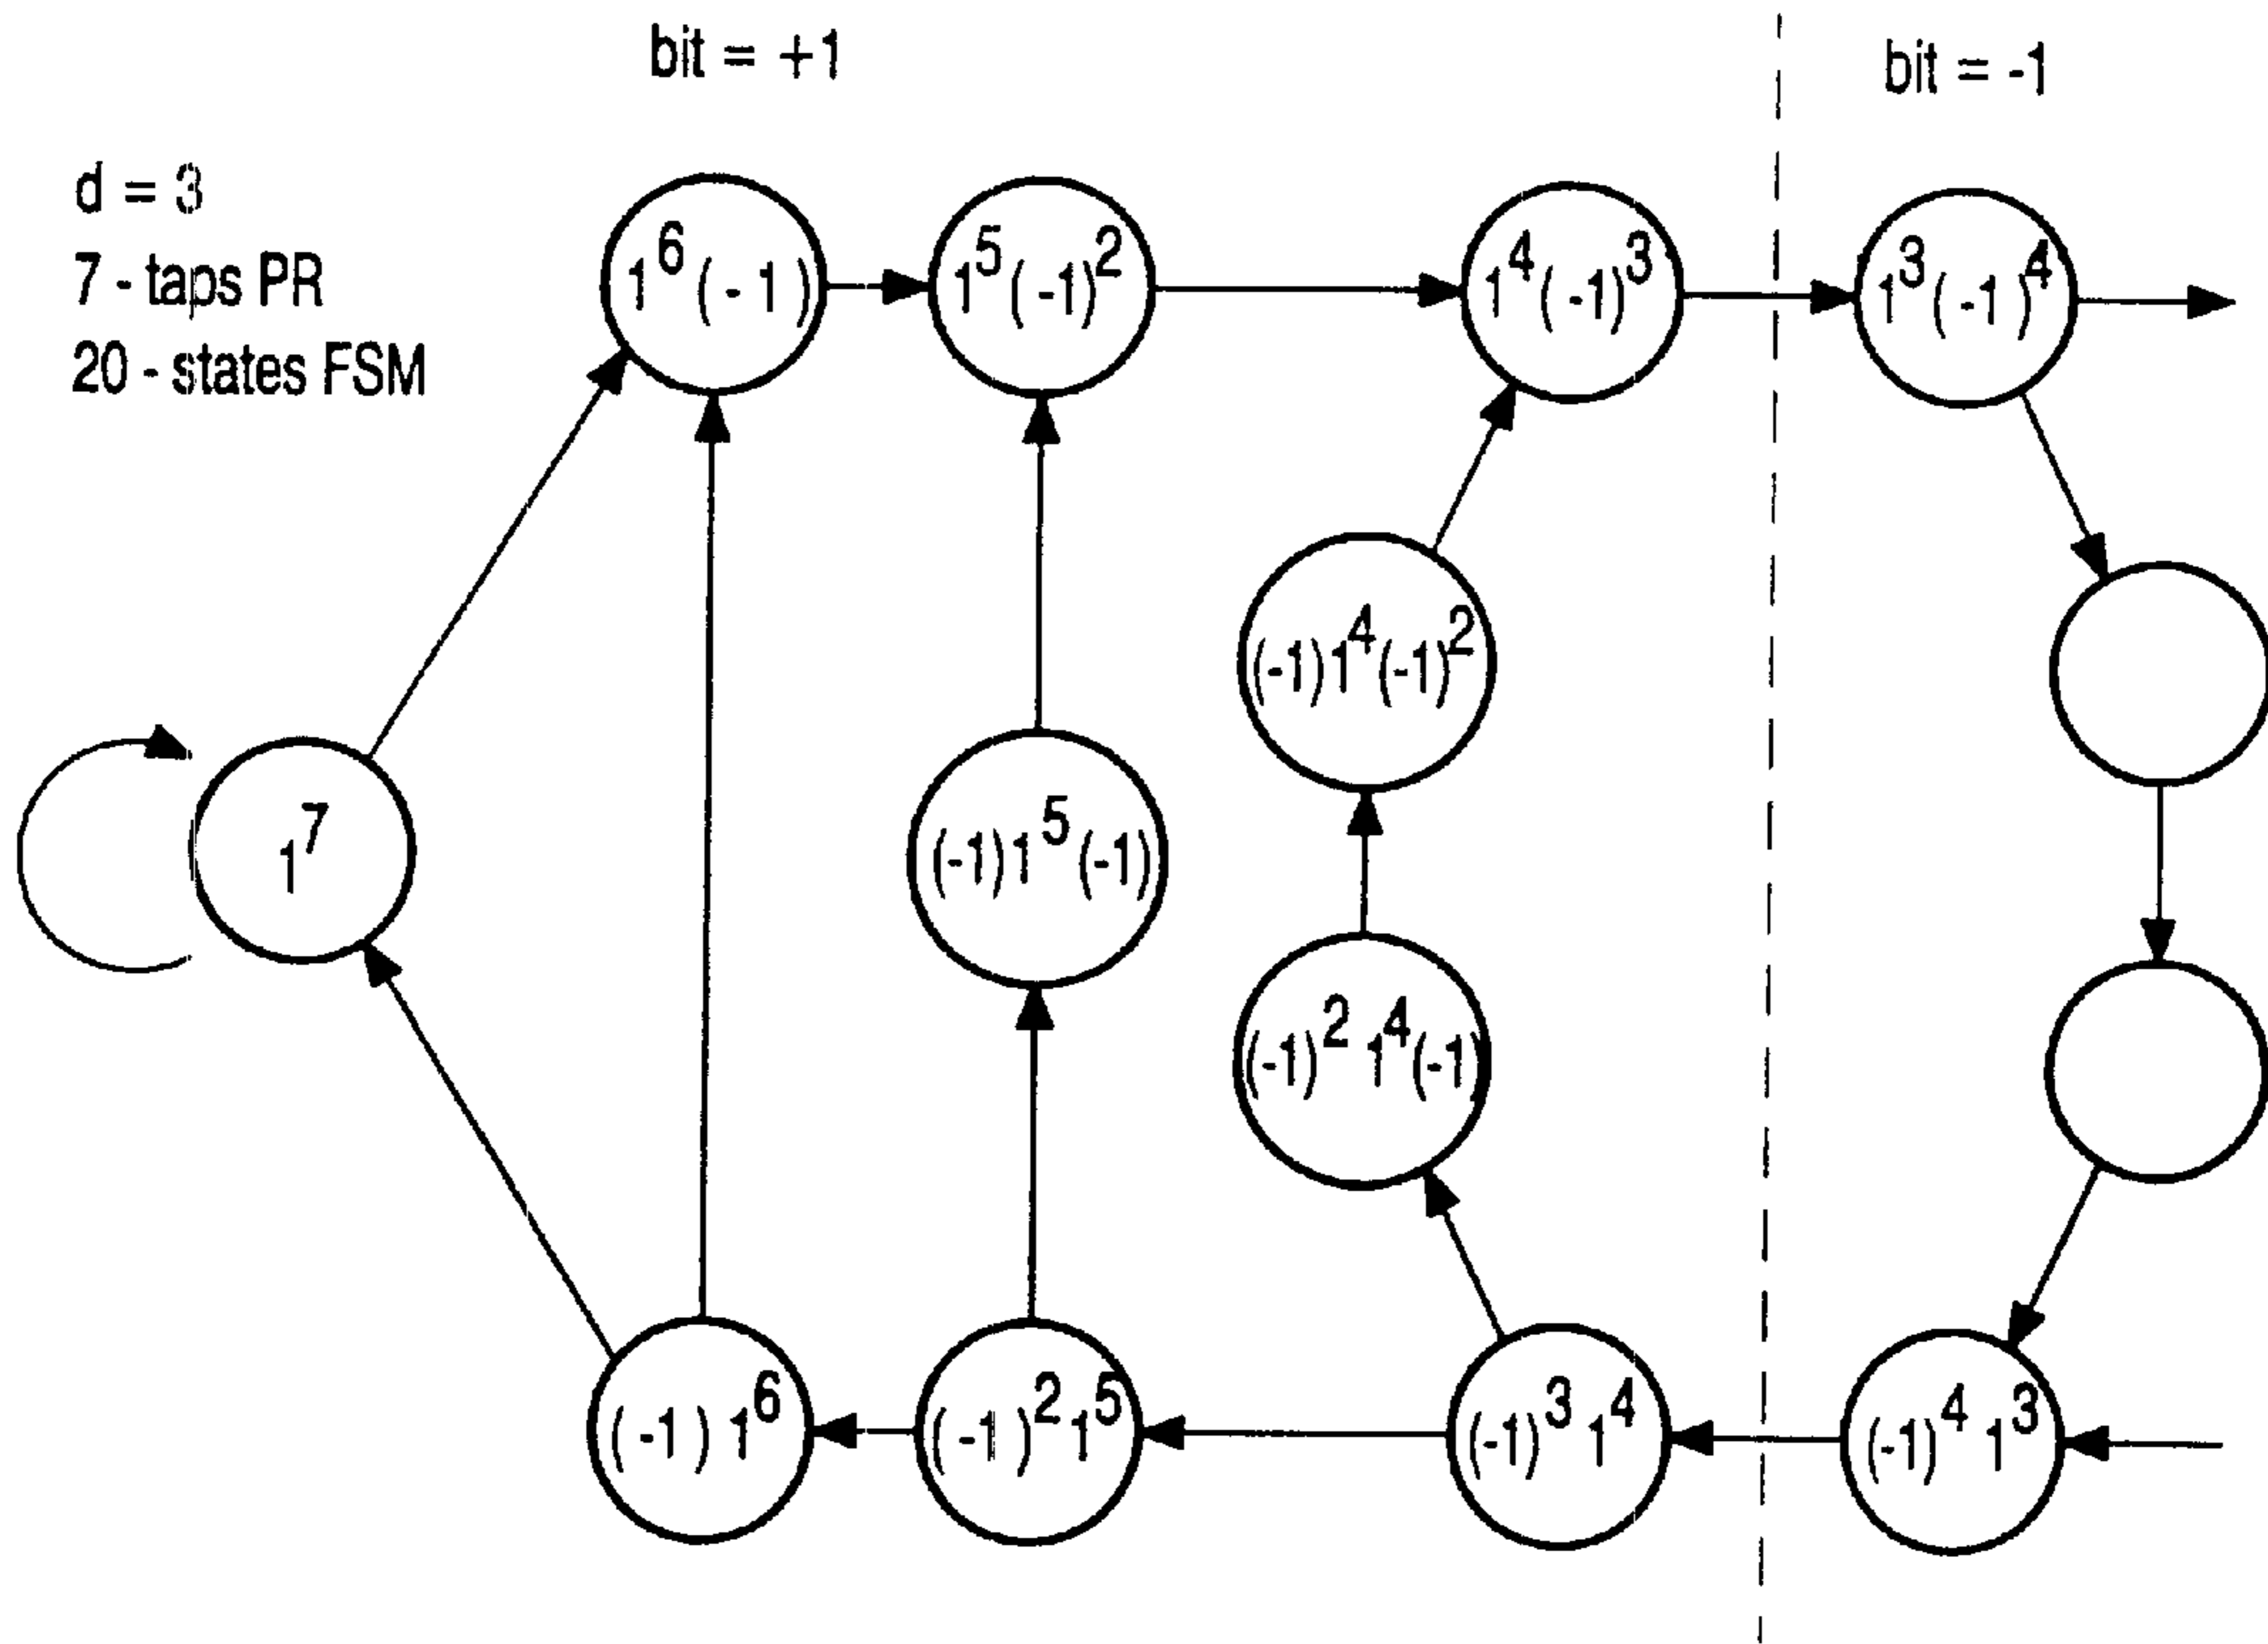 bit = +1
bit = -1
d = 3
7 - taps PR
20 - states FSM
1^6 (-1)
1^5 (-1)^2
1^4 (-1)^3
1^3 (-1)^4
(-1)1^4(-1)^2
1^7
(-1)1^5(-1)
(-1)^2 1^4(-1)
(-1) 1^6
(-1)^2 1^5
(-1)^3 1^4
(-1)^4 1^3